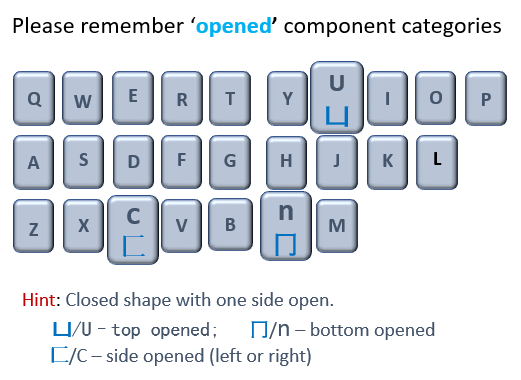 Please remember ‘opened’ component categories
Q W E R T Y U I O P
凵
A S D F G H J K L
Z X C V B n M
匚 冂
Hint: Closed shape with one side open.
凵/U – top opened; 冂/n – bottom opened
匚/C – side opened (left or right)